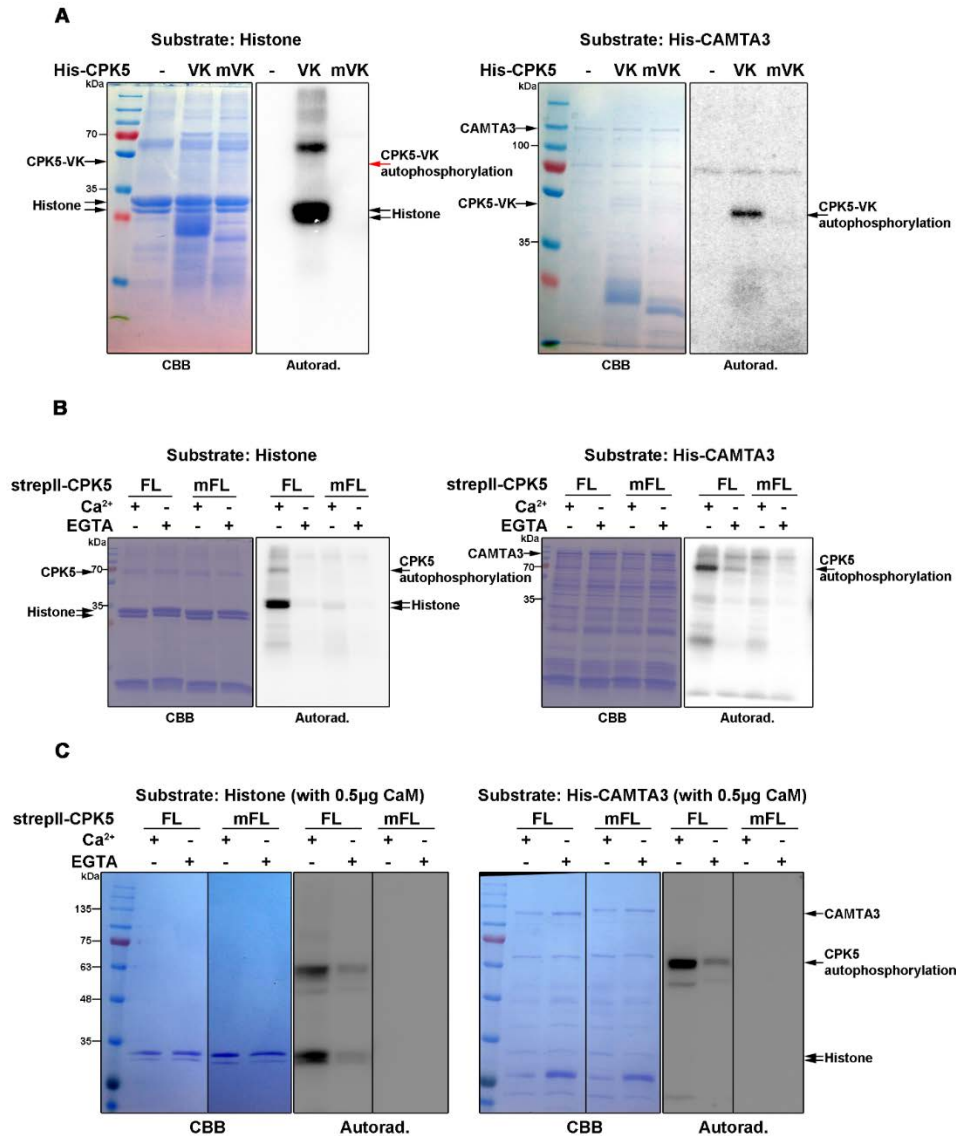 A
Substrate: Histone
Substrate: His-CAMTA3
His-CPK5 - VK mVK - VK mVK
His-CPK5 - VK mVK - VK mVK
kDa
kDa
70
CPK5-VK
35
Histone
CPK5-VK
autophosphorylation
Histone
CAMTA3
100
CPK5-VK
35
CPK5-VK
autophosphorylation
CBB
Autorad.
CBB
Autorad.
B
Substrate: Histone
Substrate: His-CAMTA3
strepII-CPK5 FL mFL FL mFL
strepII-CPK5 FL mFL FL mFL
Ca²⁺ + - + - + - + -
Ca²⁺ + - + - + - + -
EGTA - + - + - + - +
EGTA - + - + - + - +
kDa
kDa
CPK5
70
Histone
35
CPK5
autophosphorylation
Histone
CAMTA3
70
35
CPK5
autophosphorylation
CBB
Autorad.
CBB
Autorad.
C
Substrate: Histone (with 0.5µg CaM)
Substrate: His-CAMTA3 (with 0.5µg CaM)
strepII-CPK5 FL mFL FL mFL
FL mFL FL mFL
Ca²⁺ + - + - + - + -
+ - + - + - + -
EGTA - + - + - + - +
- + - + - + - +
kDa
135
75
63
48
35
CAMTA3
CPK5
autophosphorylation
Histone
CBB
Autorad.
CBB
Autorad.